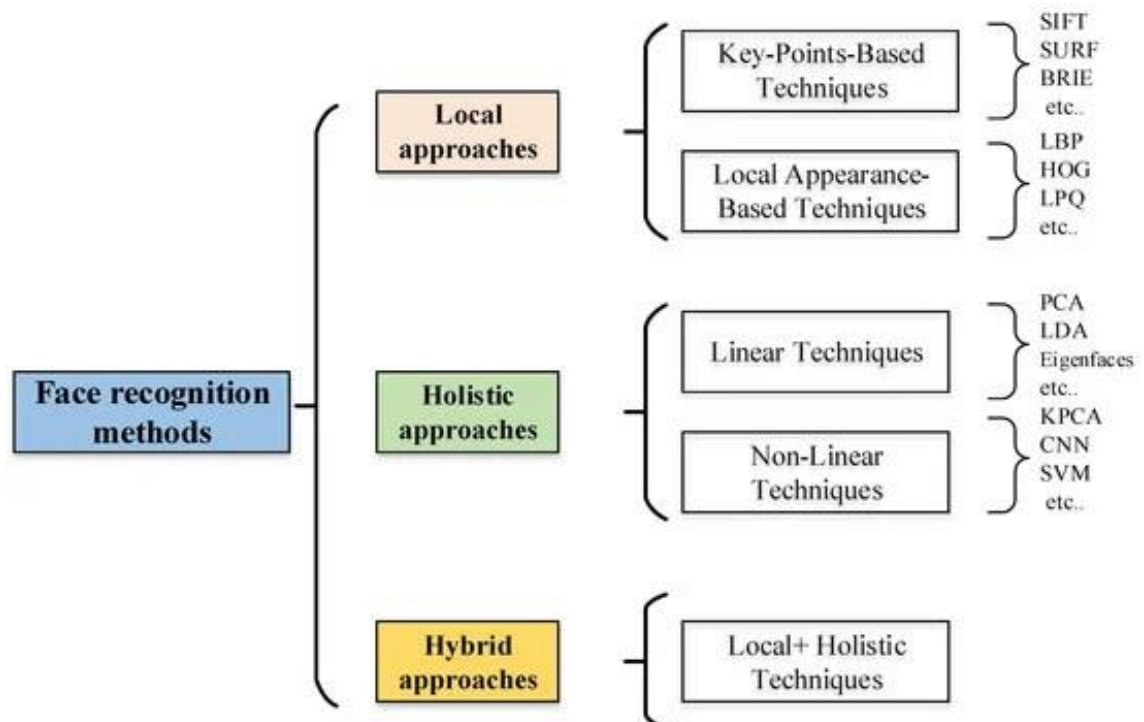 Face recognition
methods
Local
approaches
Key-Points-Based
Techniques
SIFT
SURF
BRIE
etc..
Local Appearance-
Based Techniques
LBP
HOG
LPQ
etc..
Holistic
approaches
Linear Techniques
PCA
LDA
Eigenfaces
etc..
Non-Linear
Techniques
KPCA
CNN
SVM
etc..
Hybrid
approaches
Local+ Holistic
Techniques